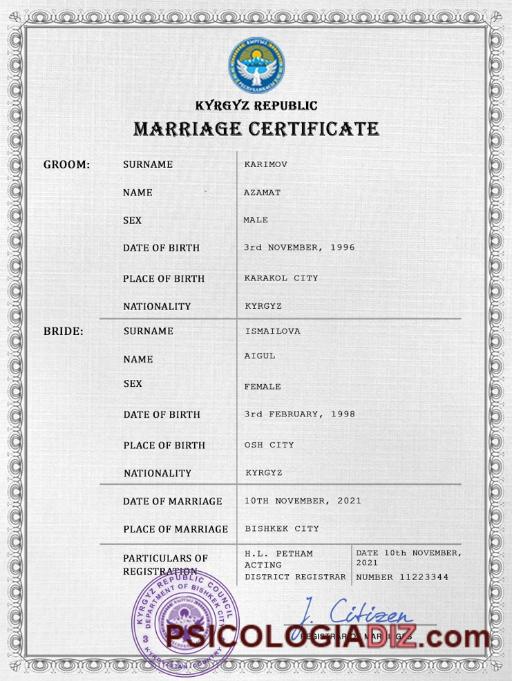 KYRGYZ REPUBLIC
MARRIAGE CERTIFICATE
GROOM: SURNAME KARIMOV
NAME AZAMAT
SEX MALE
DATE OF BIRTH 3rd NOVEMBER, 1996
PLACE OF BIRTH KARAKOL CITY
NATIONALITY KYRGYZ
BRIDE: SURNAME ISMAILOVA
NAME AIGUL
SEX FEMALE
DATE OF BIRTH 3rd FEBRUARY, 1998
PLACE OF BIRTH OSH CITY
NATIONALITY KYRGYZ
DATE OF MARRIAGE 10TH NOVEMBER, 2021
PLACE OF MARRIAGE BISHKEK CITY
PARTICULARS OF REGISTRATION
H.L. PETHAM
ACTING
DISTRICT REGISTRAR
DATE 10th NOVEMBER,
2021
NUMBER 11223344
KYRGYZ REPUBLIC COUNCIL
DEPARTMENT OF BISHKEK CITY
J. Citizen
REGISTRAR OF MARRIAGES
PSICOLOGIADIZ.com